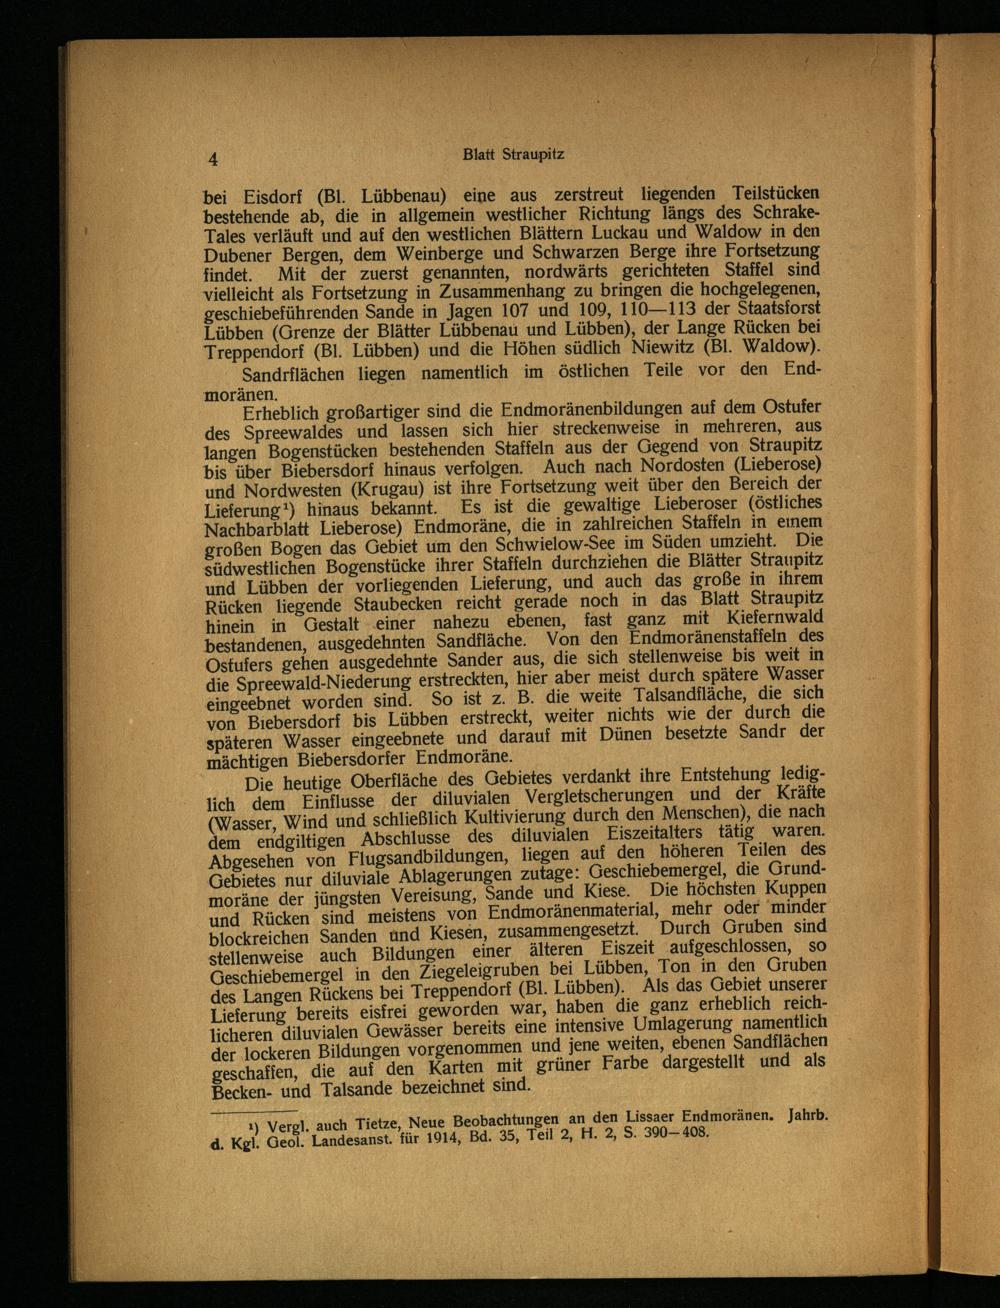 4
Blatt Straupitz
bei Eisdorf (Bl. Lübbenau) eine aus zerstreut liegenden Teilstücken
bestehende ab, die in allgemein westlicher Richtung längs des Schrake-
Tales verläuft und auf den westlichen Blättern Luckau und Waldow in den
Dubener Bergen, dem Weinberge und Schwarzen Berge ihre Fortsetzung
findet. Mit der zuerst genannten, nordwärts gerichteten Staffel sind
vielleicht als Fortsetzung in Zusammenhang zu bringen die hochgelegenen,
geschiebeführenden Sande in Jagen 107 und 109, 110—113 der Staatsforst
Lübben (Grenze der Blätter Lübbenau und Lübben), der Lange Rücken bei
Treppendorf (Bl. Lübben) und die Höhen südlich Niewitz (Bl. Waldow).
Sandrflächen liegen namentlich im östlichen Teile vor den End-
moränen.
Erheblich großartiger sind die Endmoränenbildungen auf dem Ostufer
des Spreewaldes und lassen sich hier streckenweise in mehreren, aus
langen Bogenstücken bestehenden Staffeln aus der Gegend von Straupitz
bis über Biebersdorf hinaus verfolgen. Auch nach Nordosten (Lieberose)
und Nordwesten (Krugau) ist ihre Fortsetzung weit über den Bereich der
Lieferung¹) hinaus bekannt. Es ist die gewaltige Lieberoser (östliches
Nachbarblatt Lieberose) Endmoräne, die in zahlreichen Staffeln in einem
großen Bogen das Gebiet um den Schwielow-See im Süden umzieht. Die
südwestlichen Bogenstücke ihrer Staffeln durchziehen die Blätter Straupitz
und Lübben der vorliegenden Lieferung, und auch das große in ihrem
Rücken liegende Staubecken reicht gerade noch in das Blatt Straupitz
hinein in Gestalt einer nahezu ebenen, fast ganz mit Kiefernwald
bestandenen, ausgedehnten Sandfläche. Von den Endmoränenstaffeln des
Ostufers gehen ausgedehnte Sander aus, die sich stellenweise bis weit in
die Spreewald-Niederung erstreckten, hier aber meist durch spätere Wasser
eingeebnet worden sind. So ist z. B. die weite Talsandfläche, die sich
von Biebersdorf bis Lübben erstreckt, weiter nichts wie der durch die
späteren Wasser eingeebnete und darauf mit Dünen besetzte Sandr der
mächtigen Biebersdorfer Endmoräne.
Die heutige Oberfläche des Gebietes verdankt ihre Entstehung ledig-
lich dem Einflusse der diluvialen Vergletscherungen und der Kräfte
(Wasser, Wind und schließlich Kultivierung durch den Menschen), die nach
dem endgiltigen Abschlusse des diluvialen Eiszeitalters tätig waren.
Abgesehen von Flugsandbildungen, liegen auf den höheren Teilen des
Gebietes nur diluviale Ablagerungen zutage: Geschiebemergel, die Grund-
moräne der jüngsten Vereisung, Sande und Kiese. Die höchsten Kuppen
und Rücken sind meistens von Endmoränenmaterial, mehr oder minder
blockreichen Sanden und Kiesen, zusammengesetzt. Durch Gruben sind
stellenweise auch Bildungen einer älteren Eiszeit aufgeschlossen, so
Geschiebemergel in den Ziegeleigruben bei Lübben, Ton in den Gruben
des Langen Rückens bei Treppendorf (Bl. Lübben). Als das Gebiet unserer
Lieferung bereits eisfrei geworden war, haben die ganz erheblich reich-
licheren diluvialen Gewässer bereits eine intensive Umlagerung namentlich
der lockeren Bildungen vorgenommen und jene weiten, ebenen Sandflächen
geschaffen, die auf den Karten mit grüner Farbe dargestellt und als
Becken- und Talsande bezeichnet sind.
¹) Vergl. auch Tietze, Neue Beobachtungen an den Lissaer Endmoränen. Jahrb.
d. Kgl. Geol. Landesanst. für 1914, Bd. 35, Teil 2, H. 2, S. 390—408.